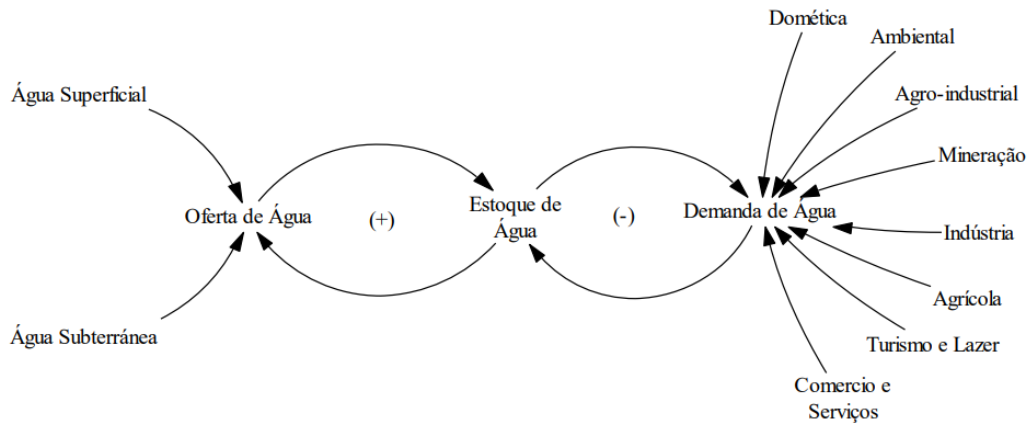 Dométtica
Ambiental
Água Superficial
Agro-industrial
Mineração
Oferta de Água
(+)
Estoque de
Água
(-)
Demanda de Água
Indústria
Agrícola
Água Subterránea
Turismo e Lazer
Comercio e
Serviços